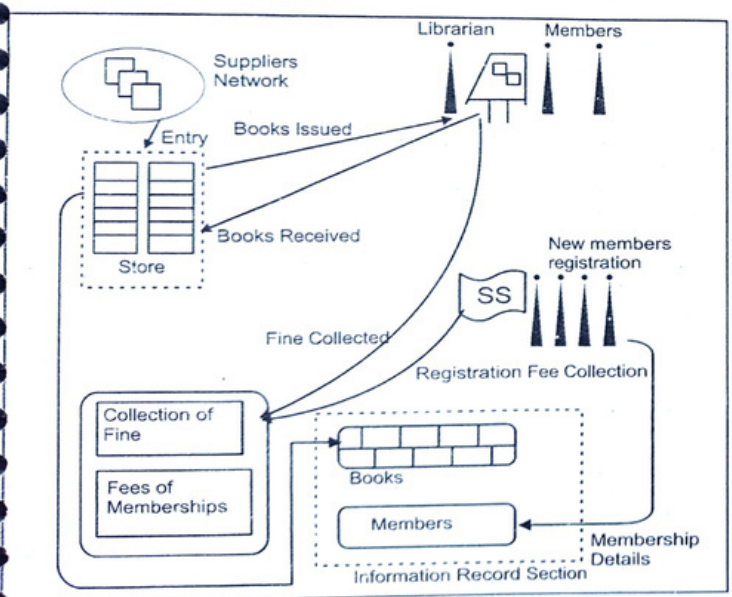 Librarian
Members
Suppliers
Network
Entry
Books Issued
Books Received
Store
New members
registration
SS
Fine Collected
Registration Fee Collection
Collection of
Fine
Fees of
Memberships
Books
Members
Membership
Details
Information Record Section